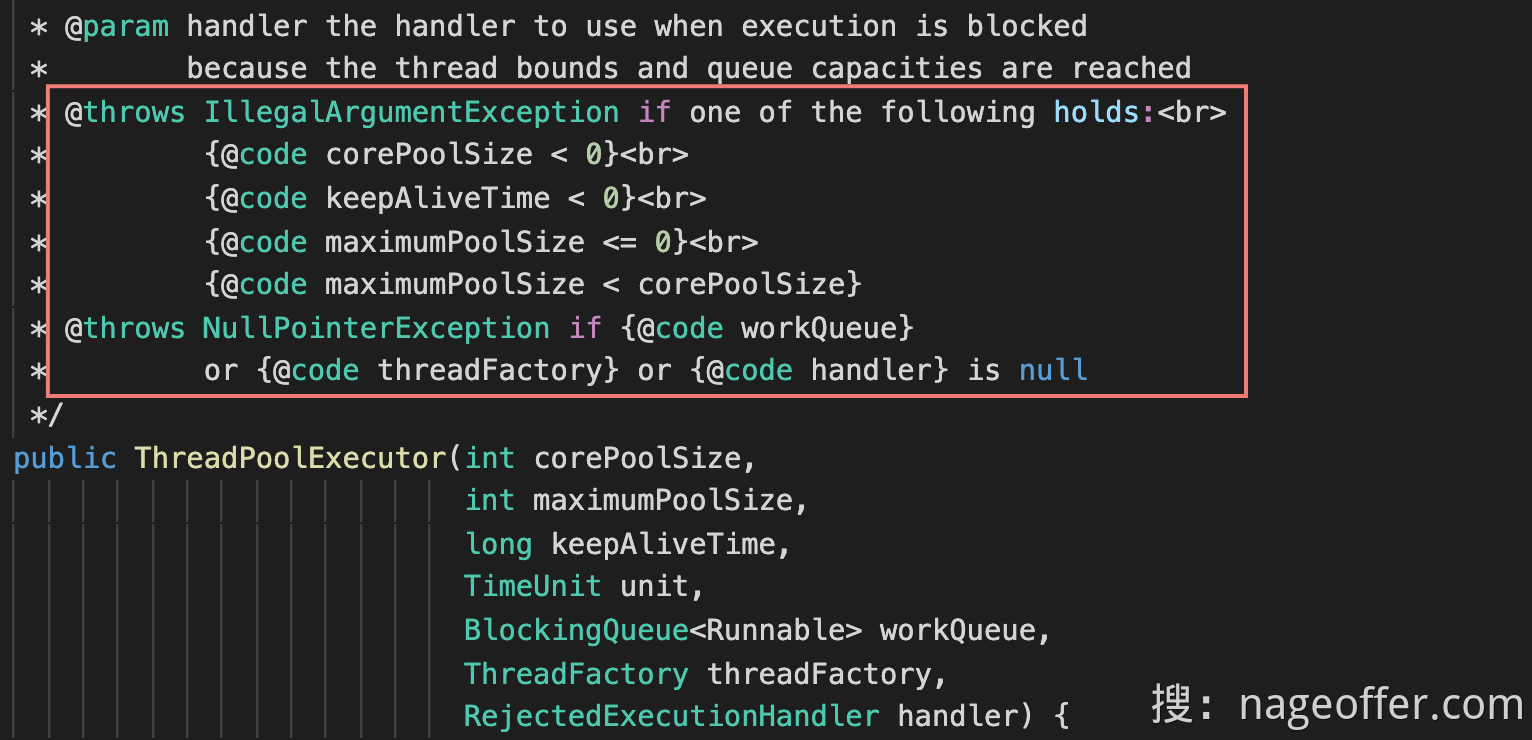 * @param handler the handler to use when execution is blocked
*        because the thread bounds and queue capacities are reached
* @throws IllegalArgumentException if one of the following holds:<br>
*         {@code corePoolSize < 0}<br>
*         {@code keepAliveTime < 0}<br>
*         {@code maximumPoolSize <= 0}<br>
*         {@code maximumPoolSize < corePoolSize}
* @throws NullPointerException if {@code workQueue}
*         or {@code threadFactory} or {@code handler} is null
*/
public ThreadPoolExecutor(int corePoolSize,
                          int maximumPoolSize,
                          long keepAliveTime,
                          TimeUnit unit,
                          BlockingQueue<Runnable> workQueue,
                          ThreadFactory threadFactory,
                          RejectedExecutionHandler handler) {
搜：nageoffer.com